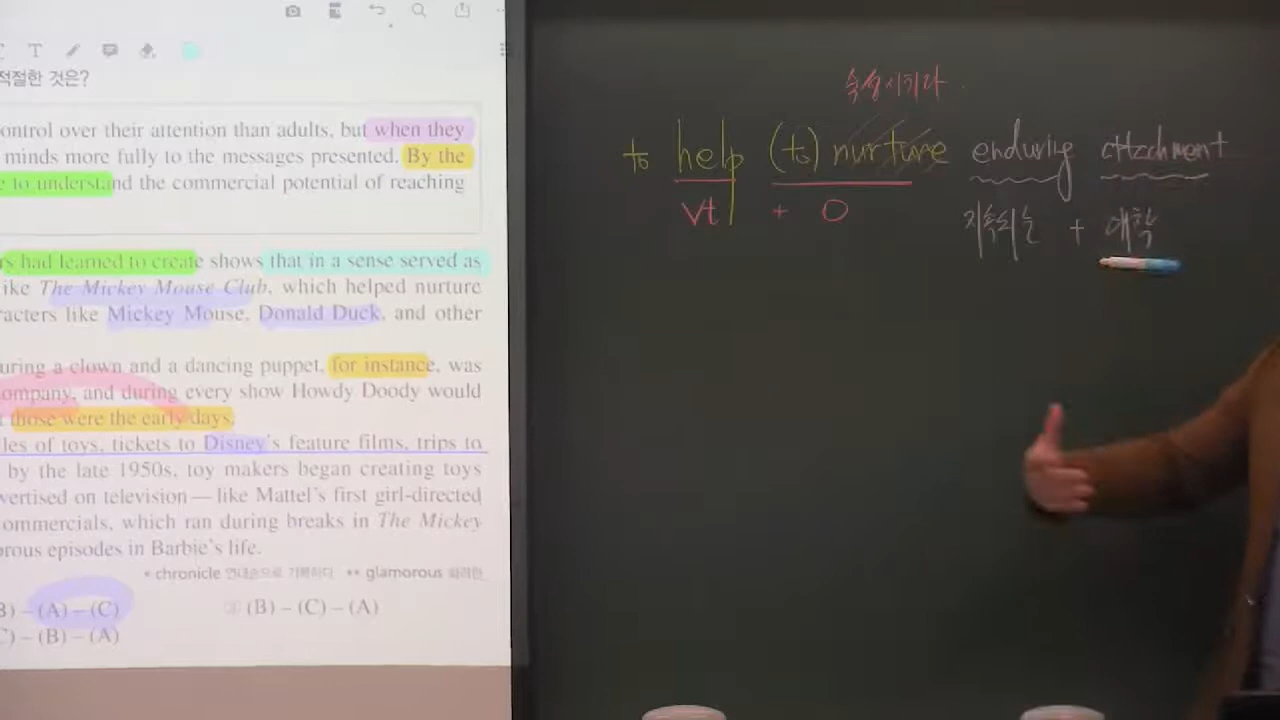 적절한 것은?
ontrol over their attention than adults, but when they
minds more fully to the messages presented. By the
e to understand the commercial potential of reaching
s had learned to create shows that in a sense served as
ike The Mickey Mouse Club, which helped nurture
racters like Mickey Mouse, Donald Duck, and other
uring a clown and a dancing puppet, for instance, was
ompany, and during every show Howdy Doody would
those were the early days.
les of toys, tickets to Disney's feature films, trips to
by the late 1950s, toy makers began creating toys
vertised on television — like Mattel's first girl-directed
ommercials, which ran during breaks in The Mickey
orous episodes in Barbie's life.
* chronicle 연대순으로 기록하다 ** glamorous 화려한
B) – (A) – (C)
(B) – (C) – (A)
C) – (B) – (A)
숙성시키다
to help (to) nurture enduring attachment
vt + O
지속되는 + 애착